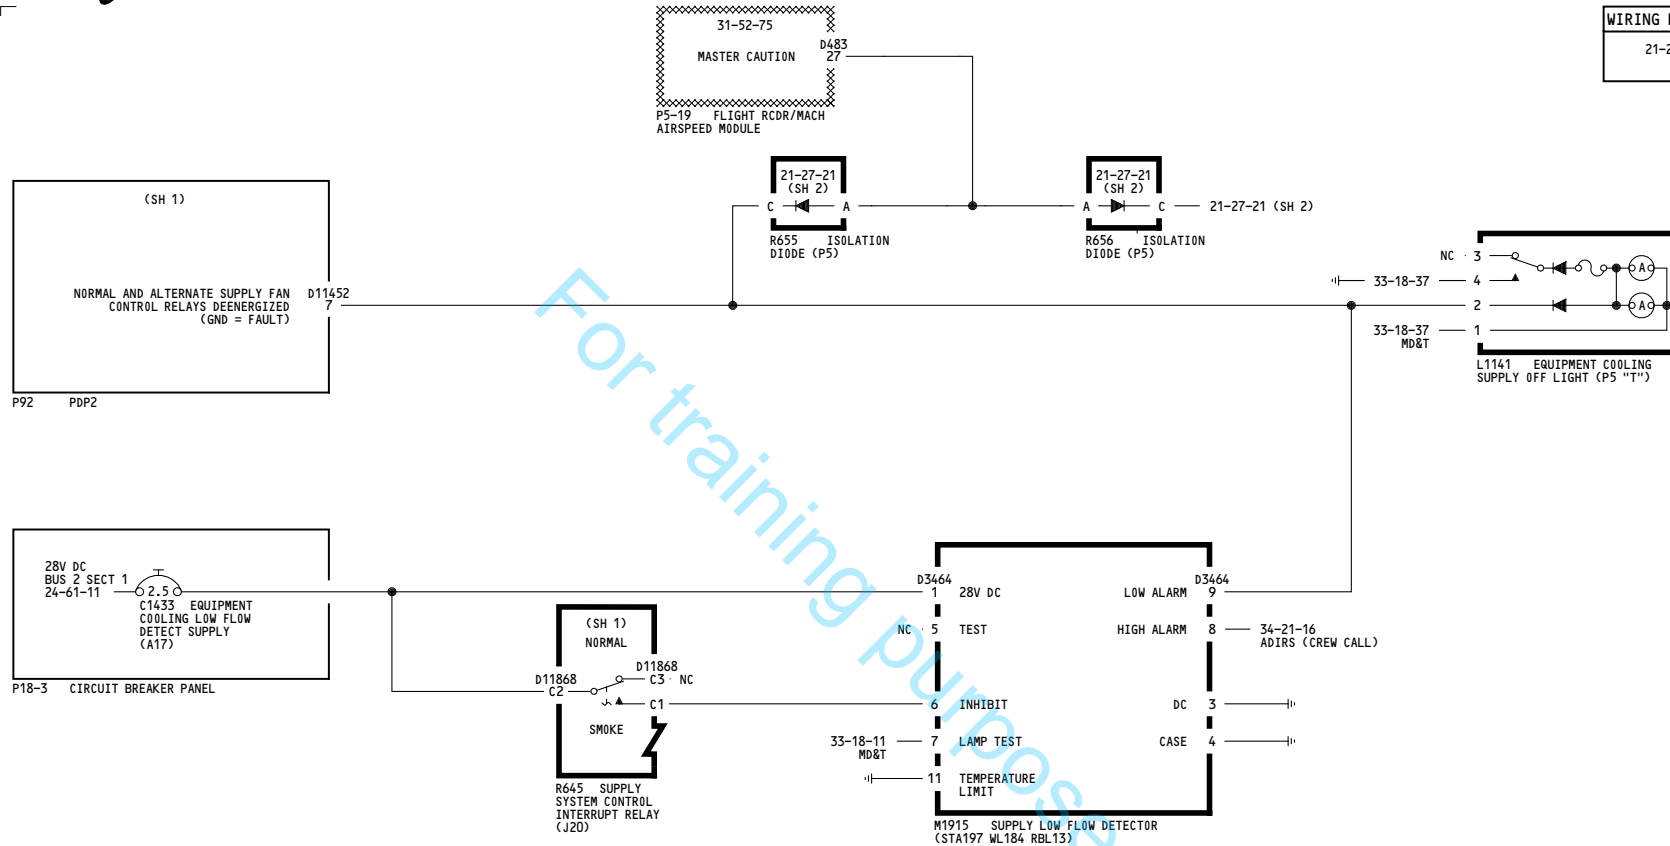 31-52-75
MASTER CAUTION
D483
27
P5-19 FLIGHT RCDR/MACH
AIRSPEED MODULE
WIRING
21-2
21-27-21
(SH 2)
C A
R655 ISOLATION
DIODE (P5)
21-27-21
(SH 2)
A C 21-27-21 (SH 2)
R656 ISOLATION
DIODE (P5)
(SH 1)
NORMAL AND ALTERNATE SUPPLY FAN
CONTROL RELAYS DEENERGIZED
(GND = FAULT)
D11452
7
P92 PDP2
NC 3
33-18-37 4
2
33-18-37 1
MD&T
A
A
L1141 EQUIPMENT COOLING
SUPPLY OFF LIGHT (P5 "T")
28V DC
BUS 2 SECT 1
24-61-11
2.5
C1433 EQUIPMENT
COOLING LOW FLOW
DETECT SUPPLY
(A17)
P18-3 CIRCUIT BREAKER PANEL
(SH 1)
NORMAL
D11868
C2
D11868
C3 NC
C1
SMOKE
R645 SUPPLY
SYSTEM CONTROL
INTERRUPT RELAY
(J20)
D3464
1 28V DC
NC 5 TEST
6 INHIBIT
33-18-11 7 LAMP TEST
MD&T
11 TEMPERATURE
LIMIT
D3464
LOW ALARM 9
HIGH ALARM 8 34-21-16
ADIRS (CREW CALL)
DC 3
CASE 4
M1915 SUPPLY LOW FLOW DETECTOR
(STA197 WL184 RBL13)
For training purpose